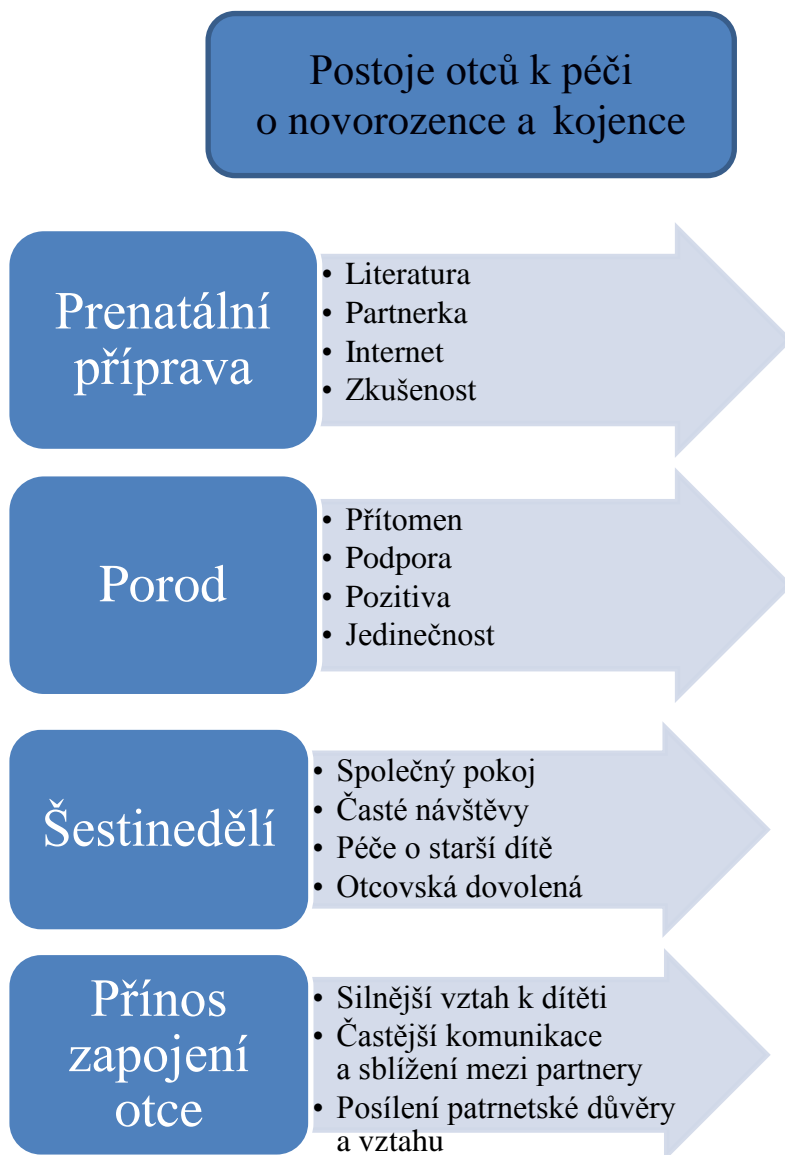 Postoje otců k péči
o novorozence a kojence
Prenatální
příprava
• Literatura
• Partnerka
• Internet
• Zkušenost
Porod
• Přítomen
• Podpora
• Pozitiva
• Jedinečnost
Šestinedělí
• Společný pokoj
• Časté návštěvy
• Péče o starší dítě
• Otcovská dovolená
Přínos
zapojení
otce
• Silnější vztah k dítěti
• Častější komunikace
a sblížení mezi partnery
• Posílení patrnetské důvěry
a vztahu